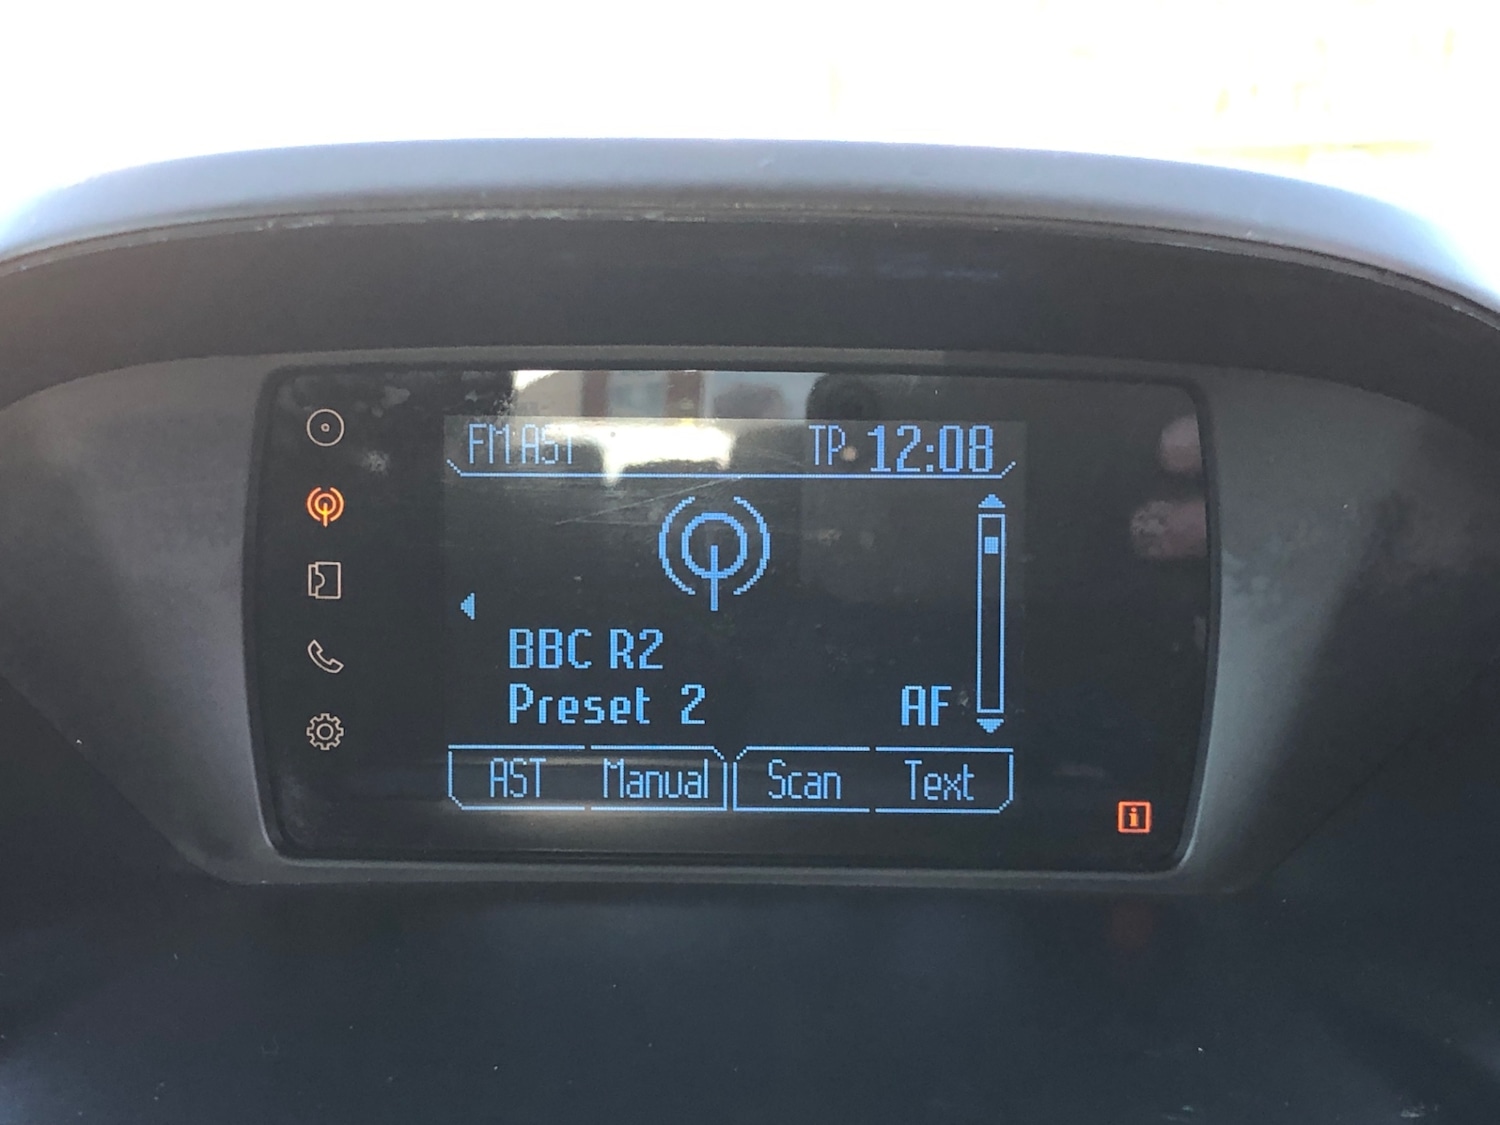 FM AST TP 12:08
BBC R2
Preset 2 AF
AST Manual Scan Text
i